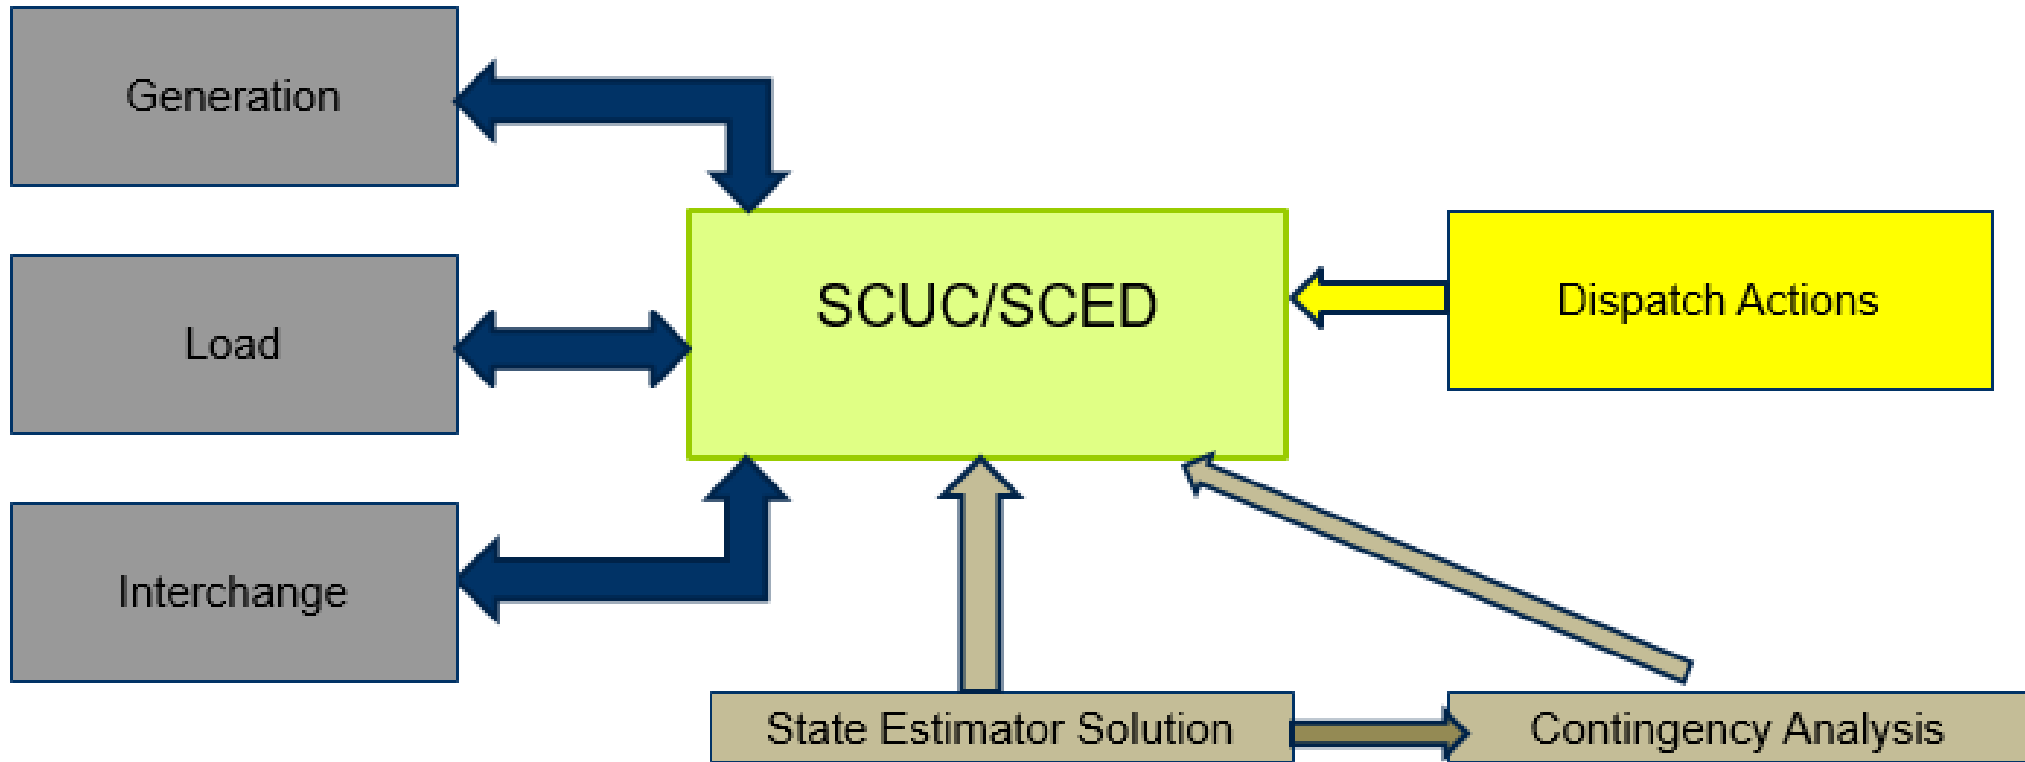 Generation
SCUC/SCED
Dispatch Actions
Load
Interchange
State Estimator Solution
Contingency Analysis